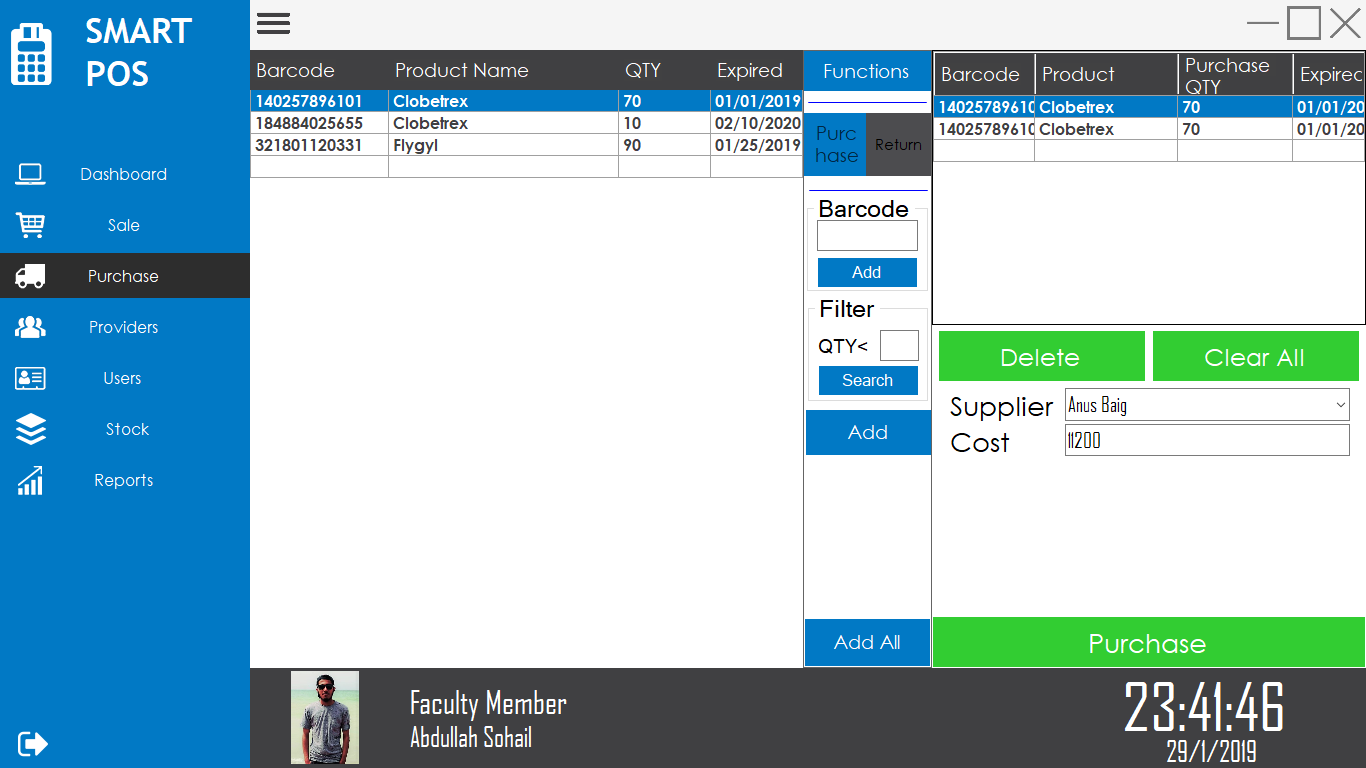 SMART
POS
Dashboard
Sale
Purchase
Providers
Users
Stock
Reports
Barcode Product Name QTY Expired
140257896101 Clobetrex 70 01/01/2019
184884025655 Clobetrex 10 02/10/2020
321801120331 Flygyl 90 01/25/2019
Functions
Purc
hase
Return
Barcode
Add
Filter
QTY<
Search
Add
Add All
Barcode Product Purchase
QTY Expired
14025789610 Clobetrex 70 01/01/20
14025789610 Clobetrex 70 01/01/20
Delete Clear All
Supplier Anus Baig
Cost 11200
Purchase
Faculty Member
Abdullah Sohail
23:41:46
29/1/2019